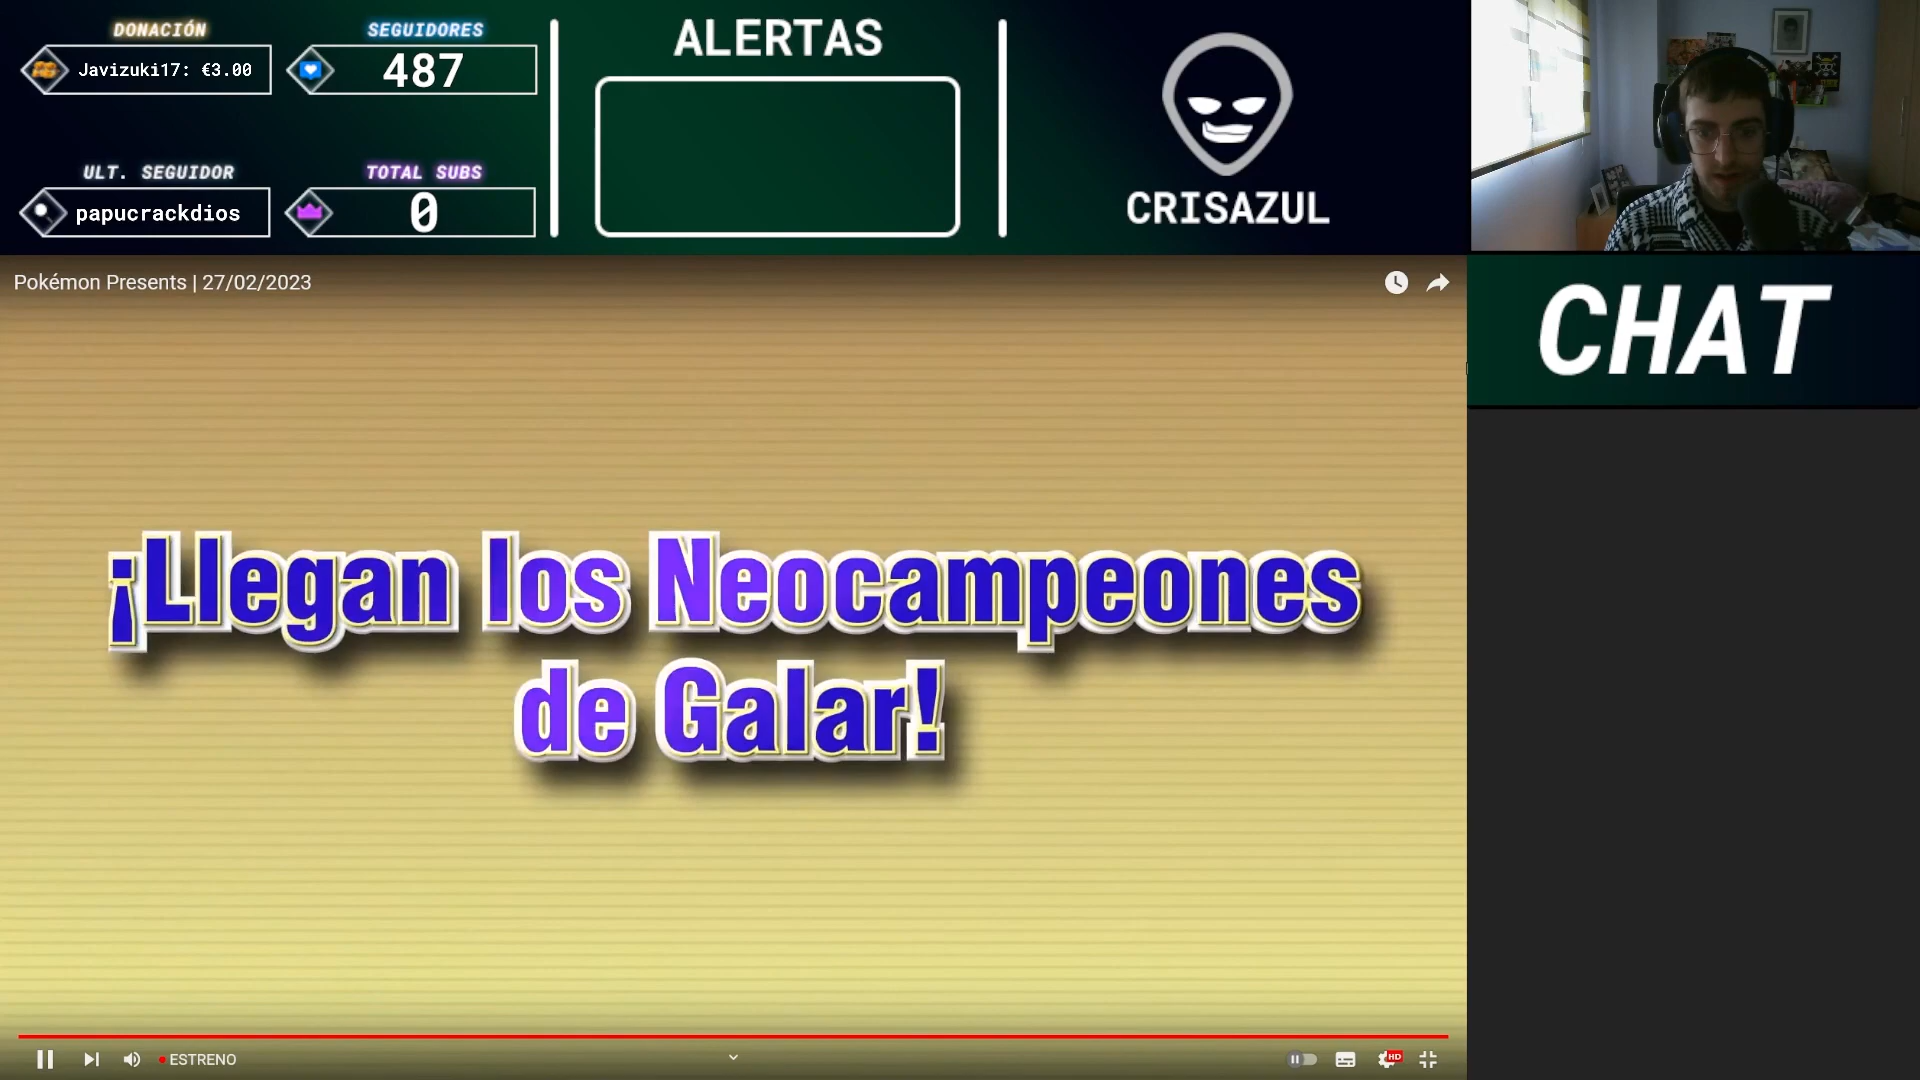 DONACIÓN
Javizuki17: €3.00
SEGUIDORES
487
ULT. SEGUIDOR
papucrackdios
TOTAL SUBS
0
ALERTAS
CRISAZUL
Pokémon Presents | 27/02/2023
CHAT
¡Llegan los Neocampeones
de Galar!
ESTRENO
HD